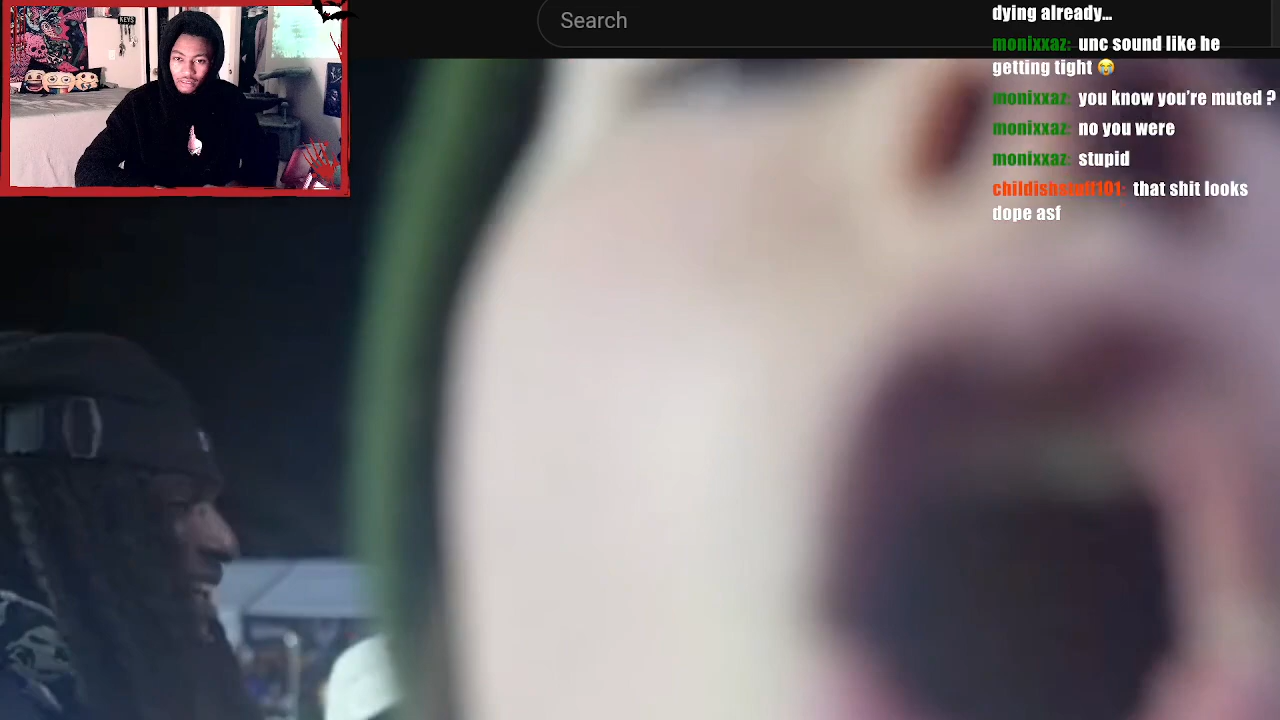 KEYS
Search
dying already...
monixxaz: unc sound like he
getting tight 😭
monixxaz: you know you're muted ?
monixxaz: no you were
monixxaz: stupid
that shit looks
dope asf